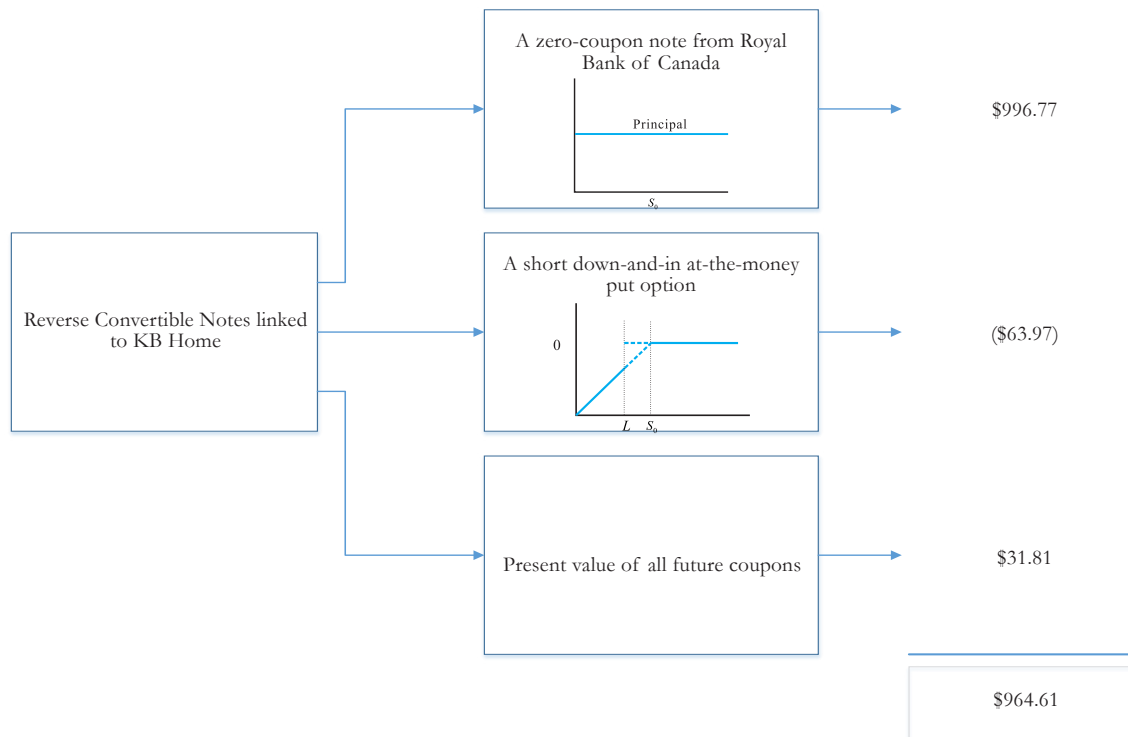 A zero-coupon note from Royal
Bank of Canada
Principal
S₀
$996.77
Reverse Convertible Notes linked
to KB Home
A short down-and-in at-the-money
put option
0
L S₀
($63.97)
Present value of all future coupons
$31.81
$964.61